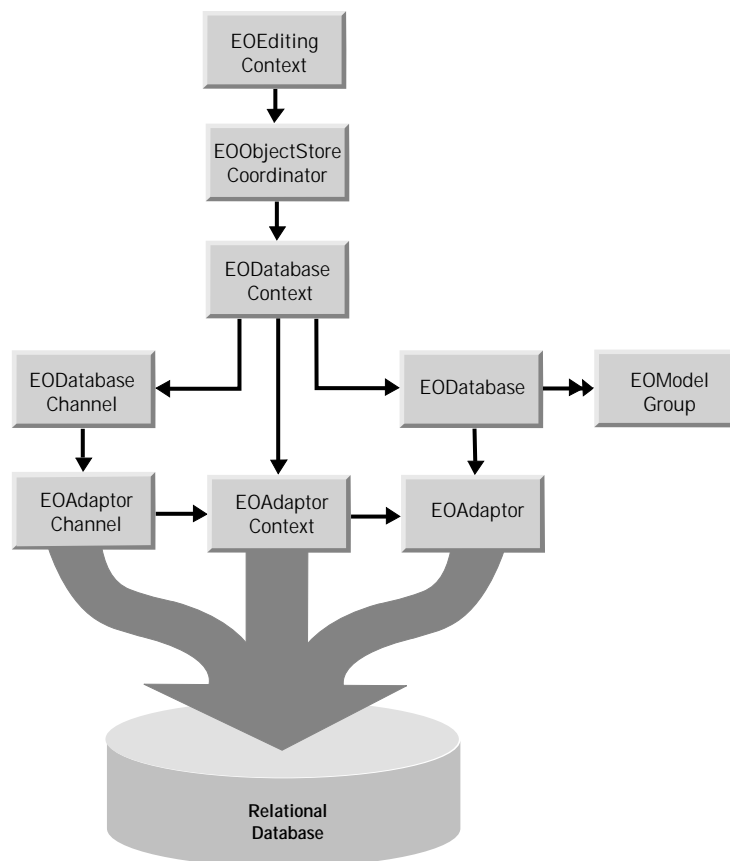 EOEditing
Context
EOObjectStore
Coordinator
EODatabase
Context
EODatabase
Channel
EODatabase
EOModel
Group
EOAdaptor
Channel
EOAdaptor
Context
EOAdaptor
Relational
Database